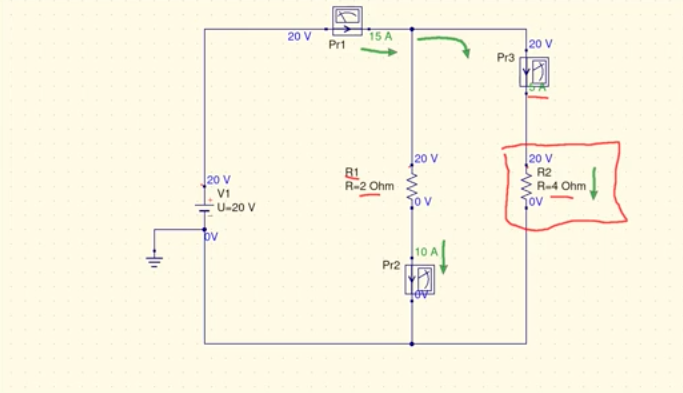 20 V
15 A
Pr1
20 V
Pr3
5 A
20 V
V1
U=20 V
0V
20 V
R1
R=2 Ohm
0 V
20 V
R2
R=4 Ohm
0V
10 A
Pr2
0V